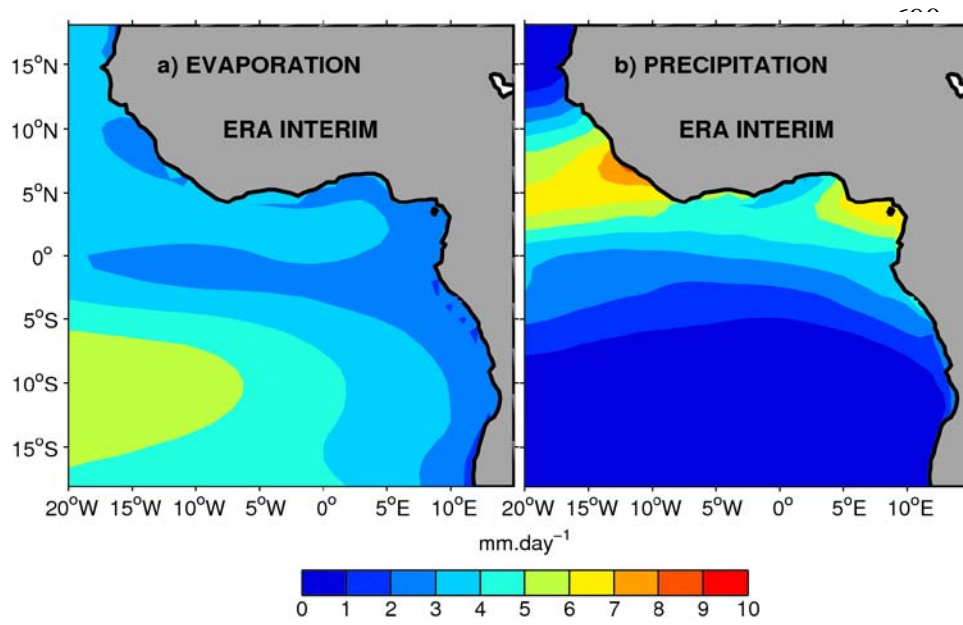 a) EVAPORATION
b) PRECIPITATION
ERA INTERIM
ERA INTERIM
15°N
10°N
5°N
0°
5°S
10°S
15°S
20°W 15°W 10°W 5°W 0° 5°E 10°E 20°W 15°W 10°W 5°W 0° 5°E 10°E
mm.day⁻¹
0 1 2 3 4 5 6 7 8 9 10